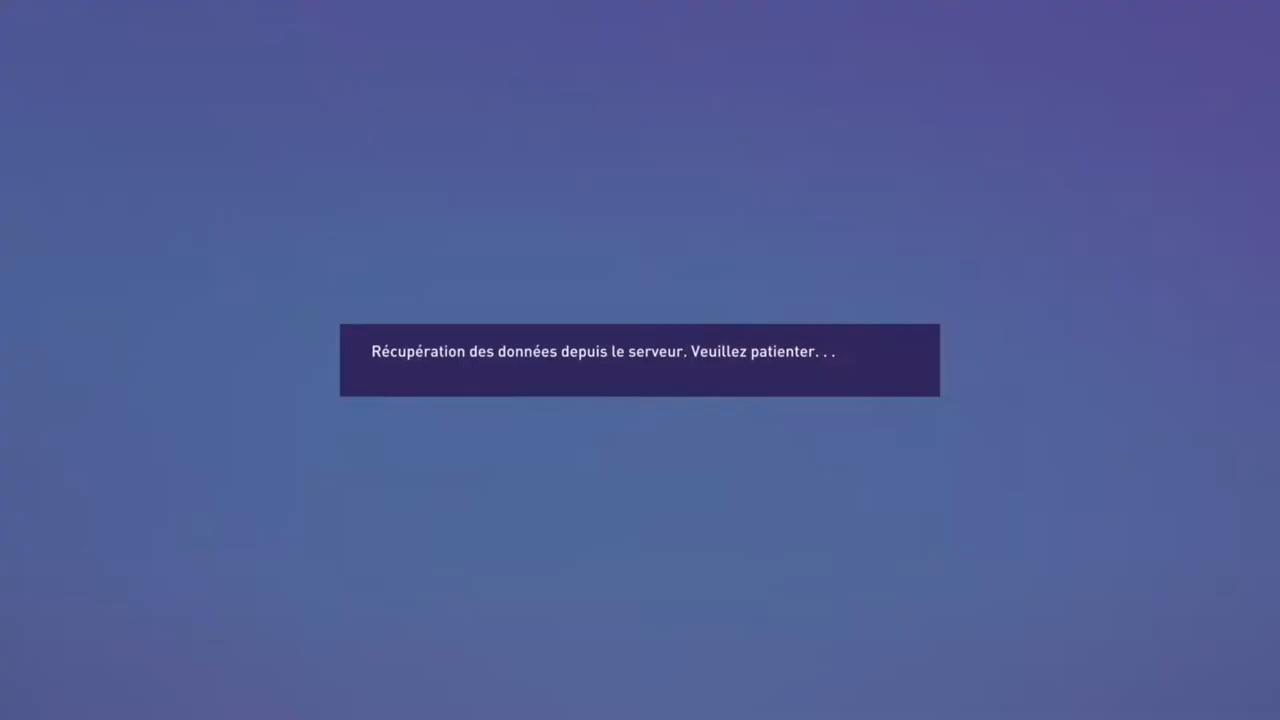 Récupération des données depuis le serveur. Veuillez patienter. . .